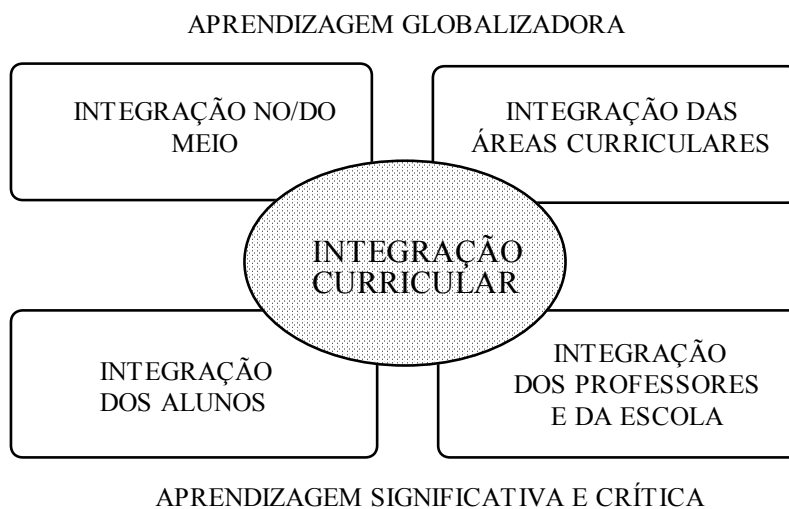 APRENDIZAGEM GLOBALIZADORA
INTEGRAÇÃO NO/DO
MEIO
INTEGRAÇÃO DAS
ÁREAS CURRICULARES
INTEGRAÇÃO
CURRICULAR
INTEGRAÇÃO
DOS ALUNOS
INTEGRAÇÃO
DOS PROFESSORES
E DA ESCOLA
APRENDIZAGEM SIGNIFICATIVA E CRÍTICA